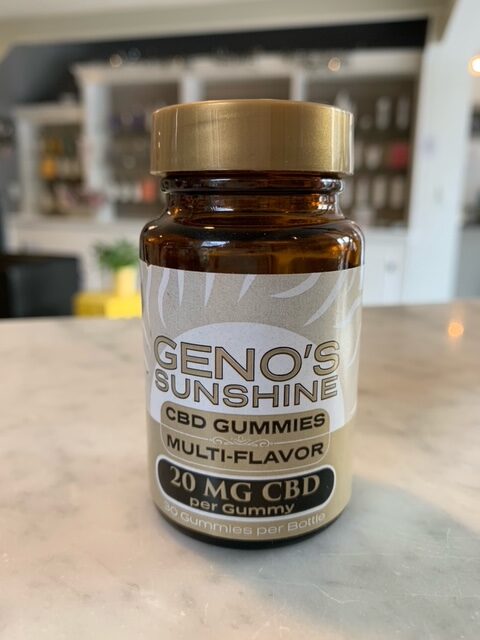 GENO'S
SUNSHINE
CBD GUMMIES
MULTI-FLAVOR
20 MG CBD
per Gummy
30 Gummies per Bottle